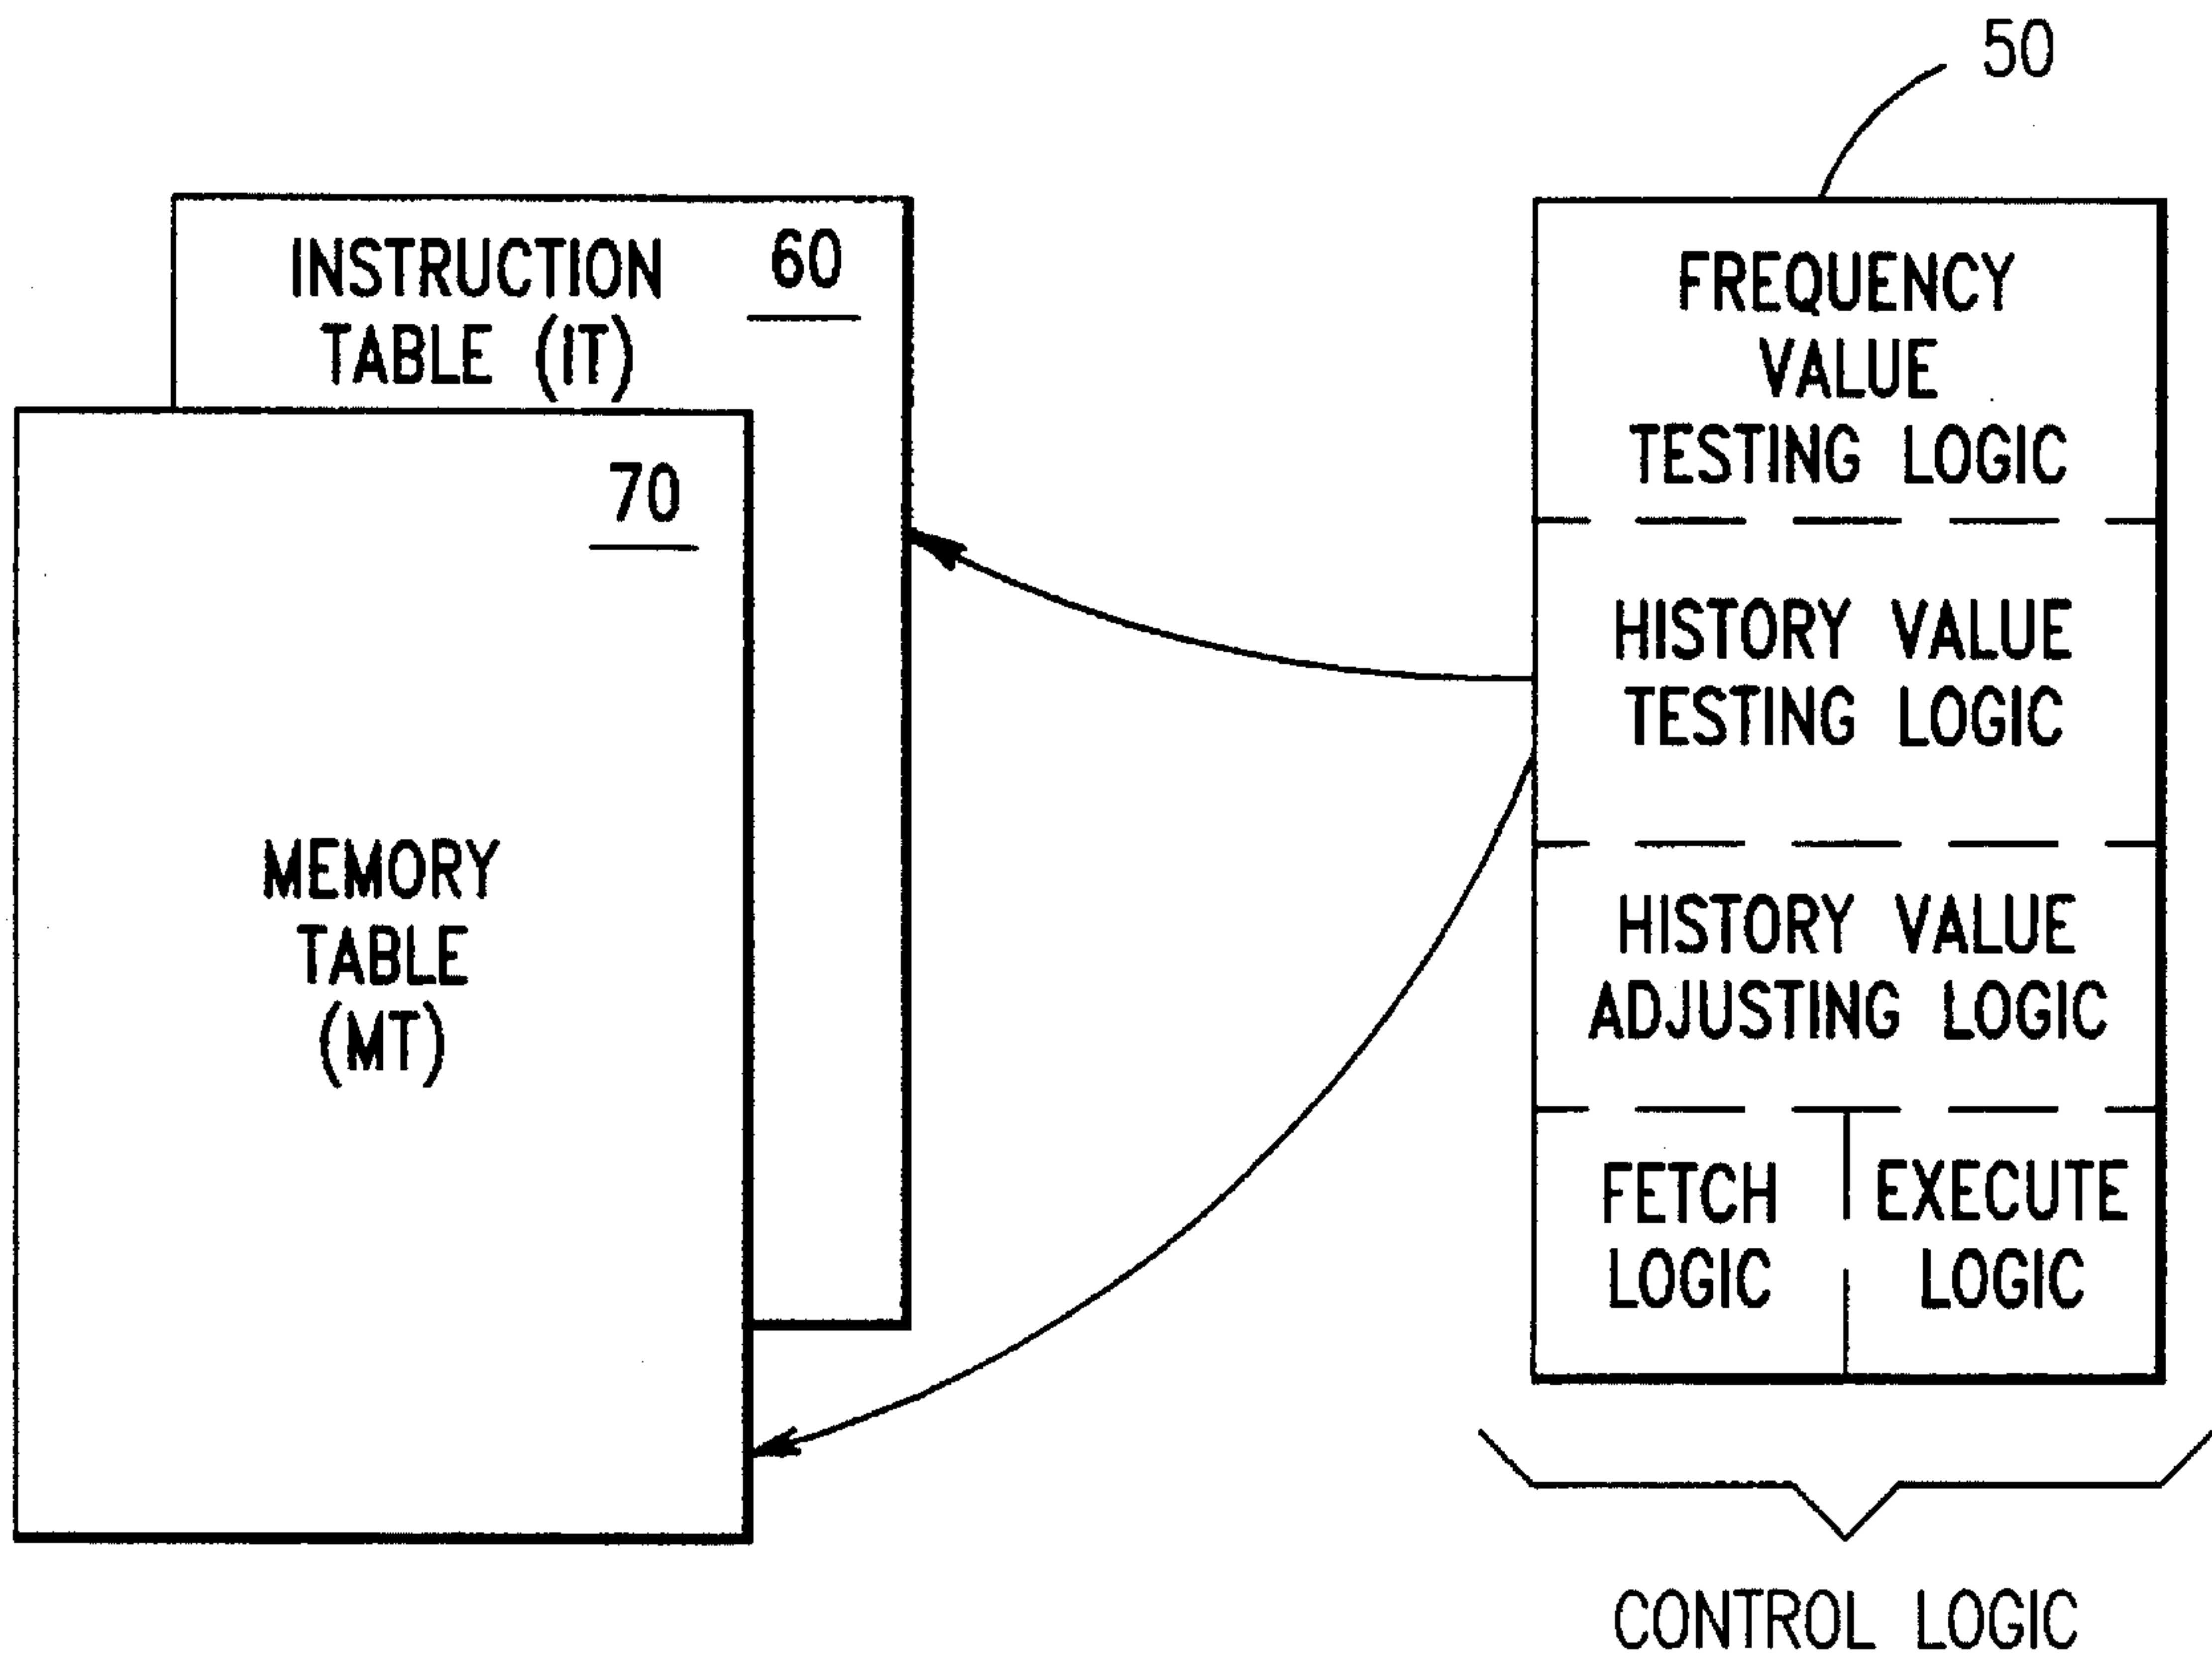 50
INSTRUCTION
TABLE (IT)
60
70
MEMORY
TABLE
(MT)
FREQUENCY
VALUE
TESTING LOGIC
HISTORY VALUE
TESTING LOGIC
HISTORY VALUE
ADJUSTING LOGIC
FETCH
LOGIC
EXECUTE
LOGIC
CONTROL LOGIC